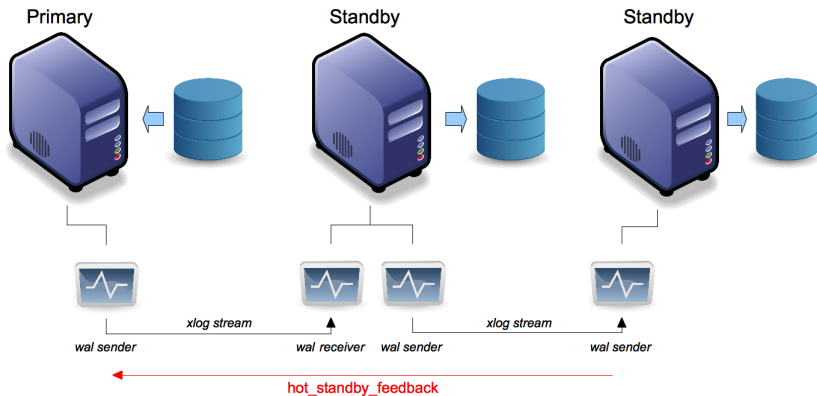 Primary
Standby
Standby
xlog stream
xlog stream
wal sender
wal receiver
wal sender
wal sender
hot_standby_feedback